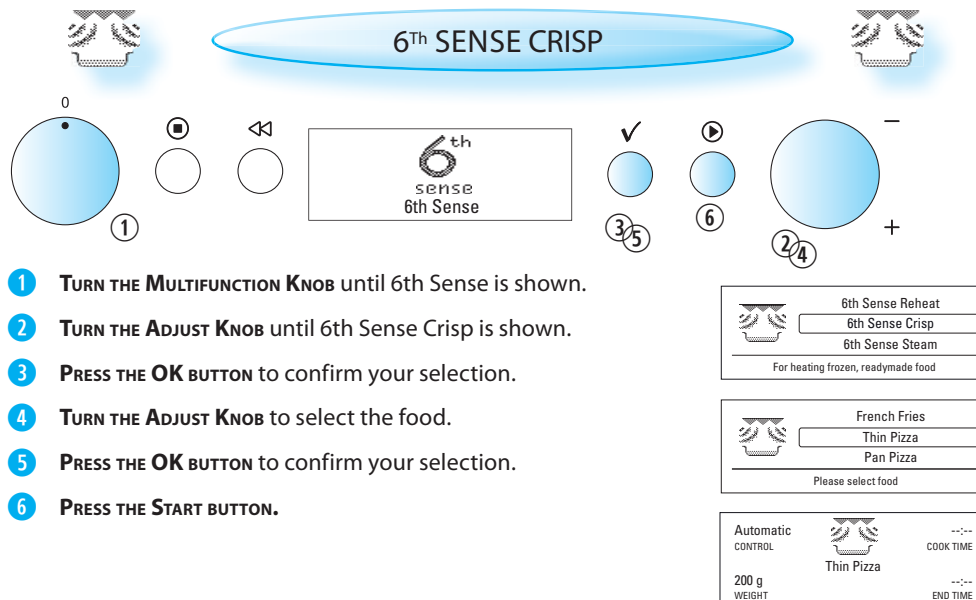 6Th SENSE CRISP
0
6th
sense
6th Sense
–
+
1
3
5
6
2
4
1 Turn the Multifunction Knob until 6th Sense is shown.
2 Turn the Adjust Knob until 6th Sense Crisp is shown.
3 Press the OK button to confirm your selection.
4 Turn the Adjust Knob to select the food.
5 Press the OK button to confirm your selection.
6 Press the Start button.
6th Sense Reheat
6th Sense Crisp
6th Sense Steam
For heating frozen, readymade food
French Fries
Thin Pizza
Pan Pizza
Please select food
Automatic --:--
CONTROL COOK TIME
Thin Pizza
200 g --:--
WEIGHT END TIME